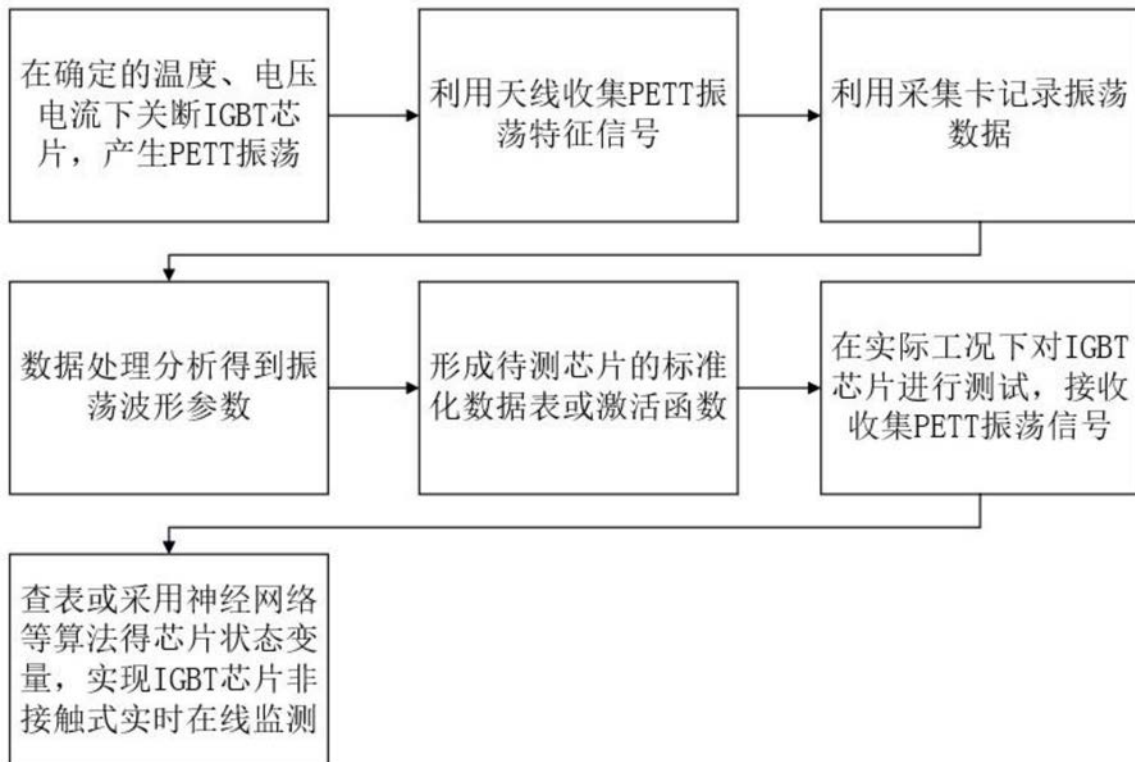 在确定的温度、电压
电流下关断IGBT芯
片，产生PETT振荡
利用天线收集PETT振
荡特征信号
利用采集卡记录振荡
数据
数据处理分析得到振
荡波形参数
形成待测芯片的标准
化数据表或激活函数
在实际工况下对IGBT
芯片进行测试，接收
收集PETT振荡信号
查表或采用神经网络
等算法得芯片状态变
量，实现IGBT芯片非
接触式实时在线监测